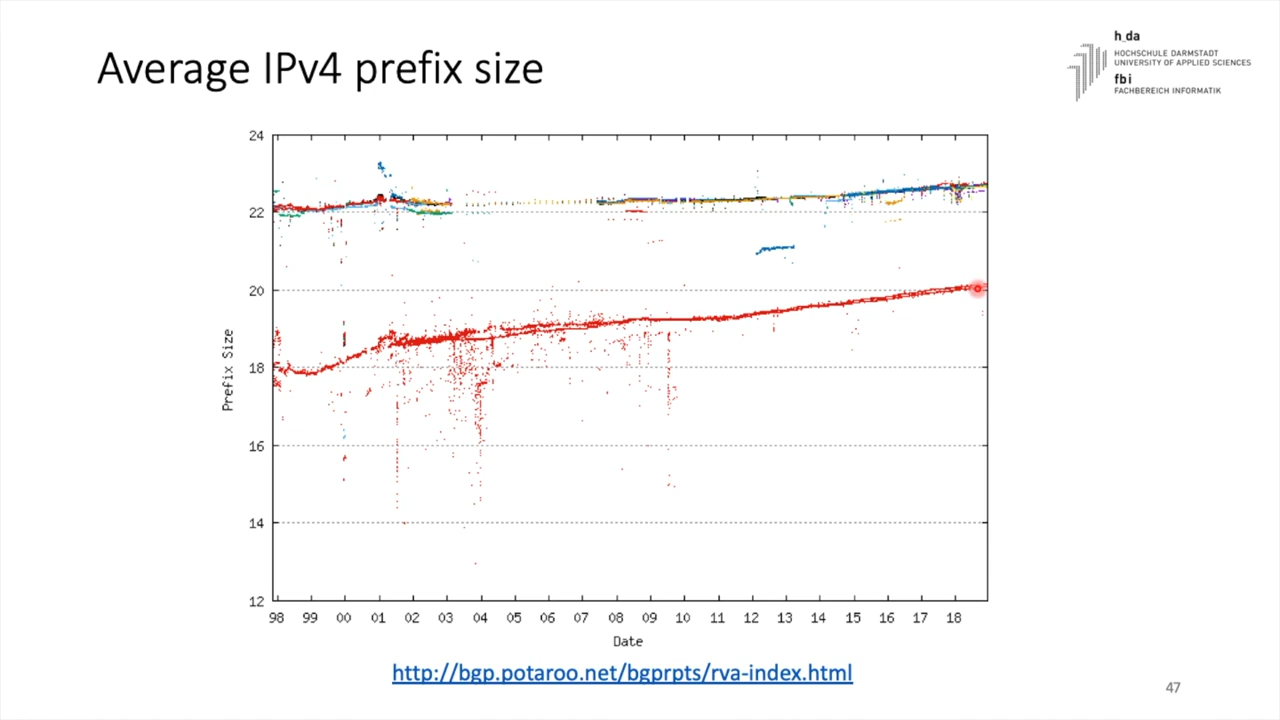 Average IPv4 prefix size
h_da
HOCHSCHULE DARMSTADT
UNIVERSITY OF APPLIED SCIENCES
fbi
FACHBEREICH INFORMATIK
24
22
20
18
16
14
12
Prefix Size
98 99 00 01 02 03 04 05 06 07 08 09 10 11 12 13 14 15 16 17 18
Date
http://bgp.potaroo.net/bgprpts/rva-index.html
47